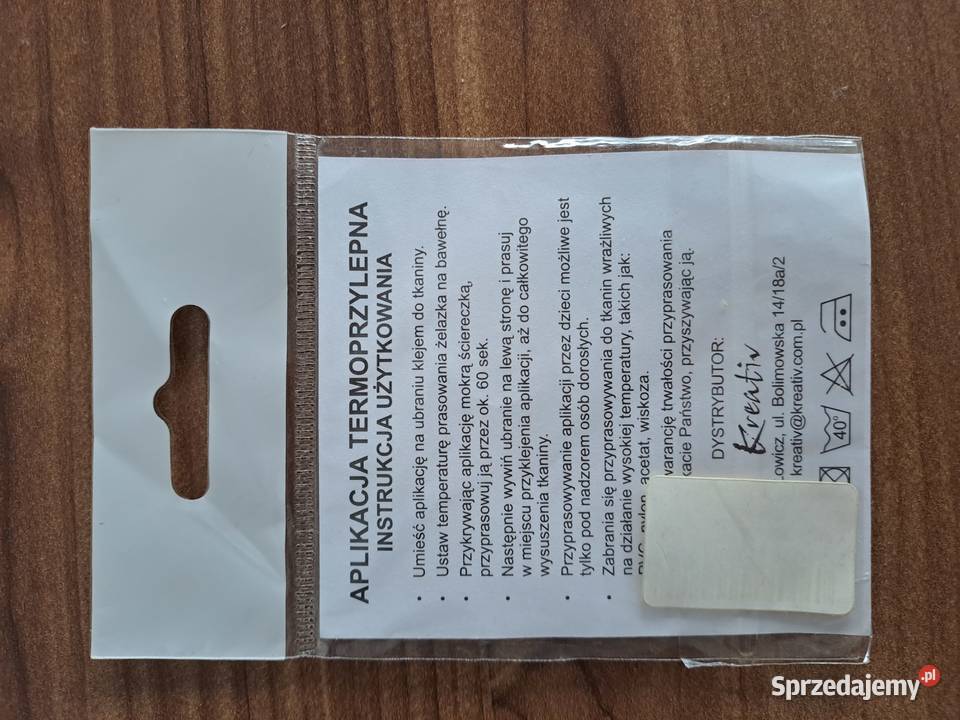 APLIKACJA TERMOPRZYLEPNA
INSTRUKCJA UŻYTKOWANIA
• Umieść aplikację na ubraniu klejem do tkaniny.
• Ustaw temperaturę prasowania żelazka na bawełnę.
• Przykrywając aplikację mokrą ściereczką,
przyprasowuj ją przez ok. 60 sek.
• Następnie wywiń ubranie na lewą stronę i prasuj
w miejscu przyklejenia aplikacji, aż do całkowitego
wysuszenia tkaniny.
• Przyprasowywanie aplikacji przez dzieci możliwe jest
tylko pod nadzorem osób dorosłych.
• Zabrania się przyprasowywania do tkanin wrażliwych
na działanie wysokiej temperatury, takich jak:
PVC, nylon, acetat, wiskoza.
warancję trwałości przyprasowania
kacie Państwo, przyszywając ją.
DYSTRYBUTOR:
Kreativ
Łowicz, ul. Bolimowska 14/18a/2
kreativ@kreativ.com.pl
40°
Sprzedajemy.pl